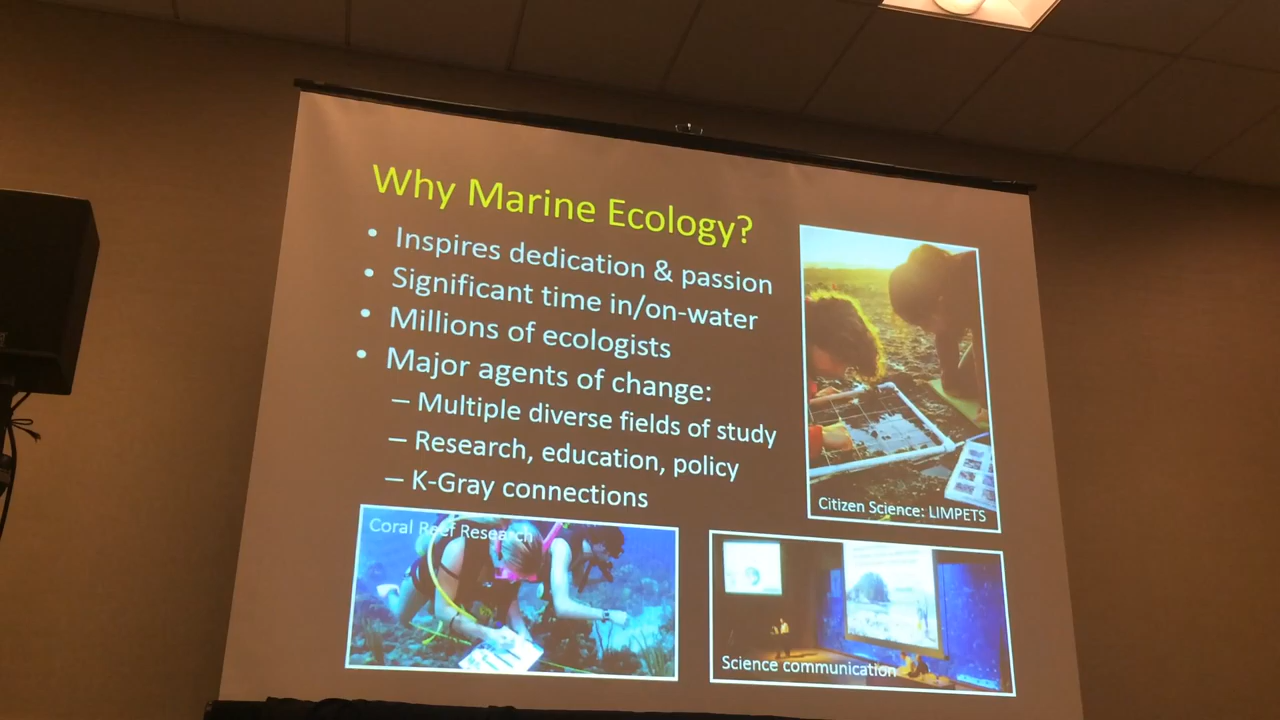 Why Marine Ecology?
• Inspires dedication & passion
• Significant time in/on-water
• Millions of ecologists
• Major agents of change:
– Multiple diverse fields of study
– Research, education, policy
– K-Gray connections
Citizen Science: LIMPETS
Coral Reef Research
Science communication